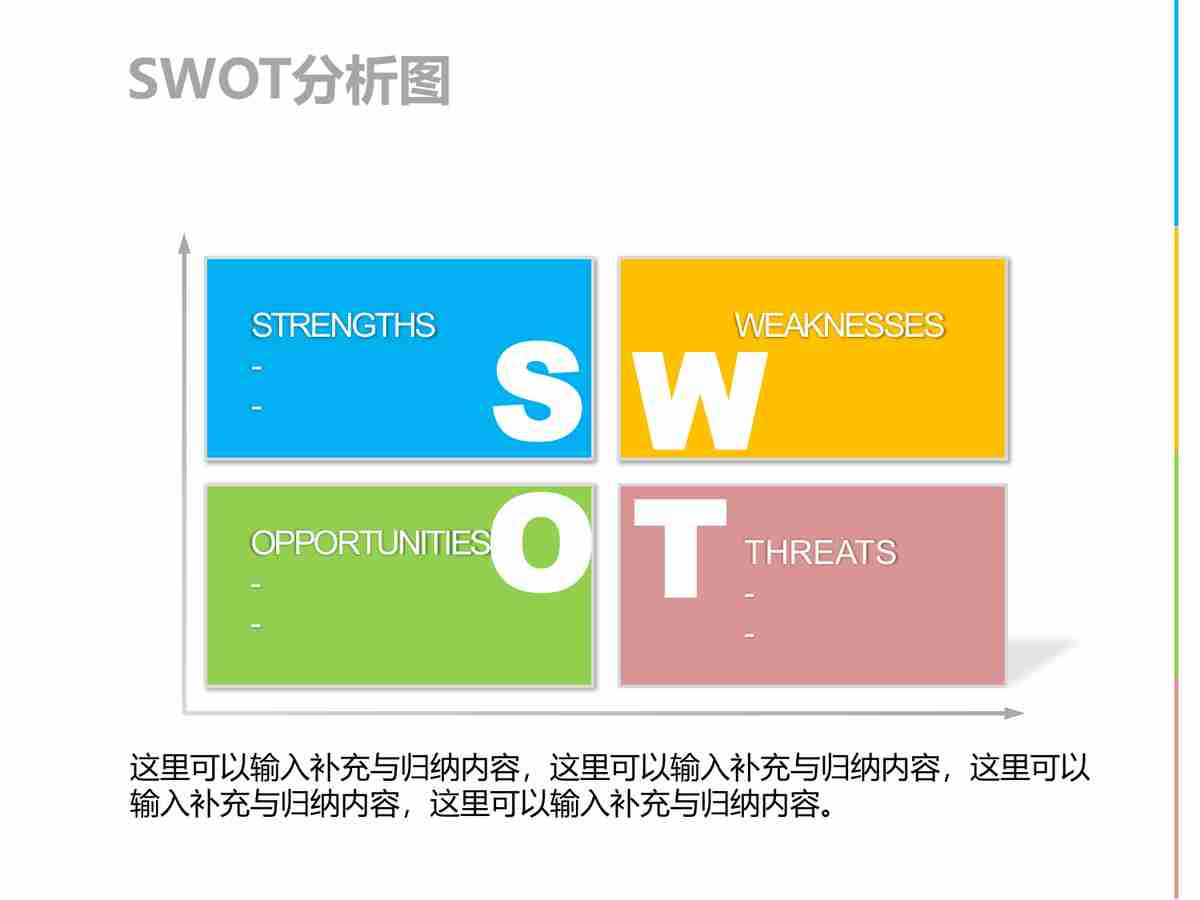 SWOT分析图
STRENGTHS
-
-
S
W
WEAKNESSES
OPPORTUNITIES
-
-
O
T
THREATS
-
-
这里可以输入补充与归纳内容，这里可以输入补充与归纳内容，这里可以
输入补充与归纳内容，这里可以输入补充与归纳内容。